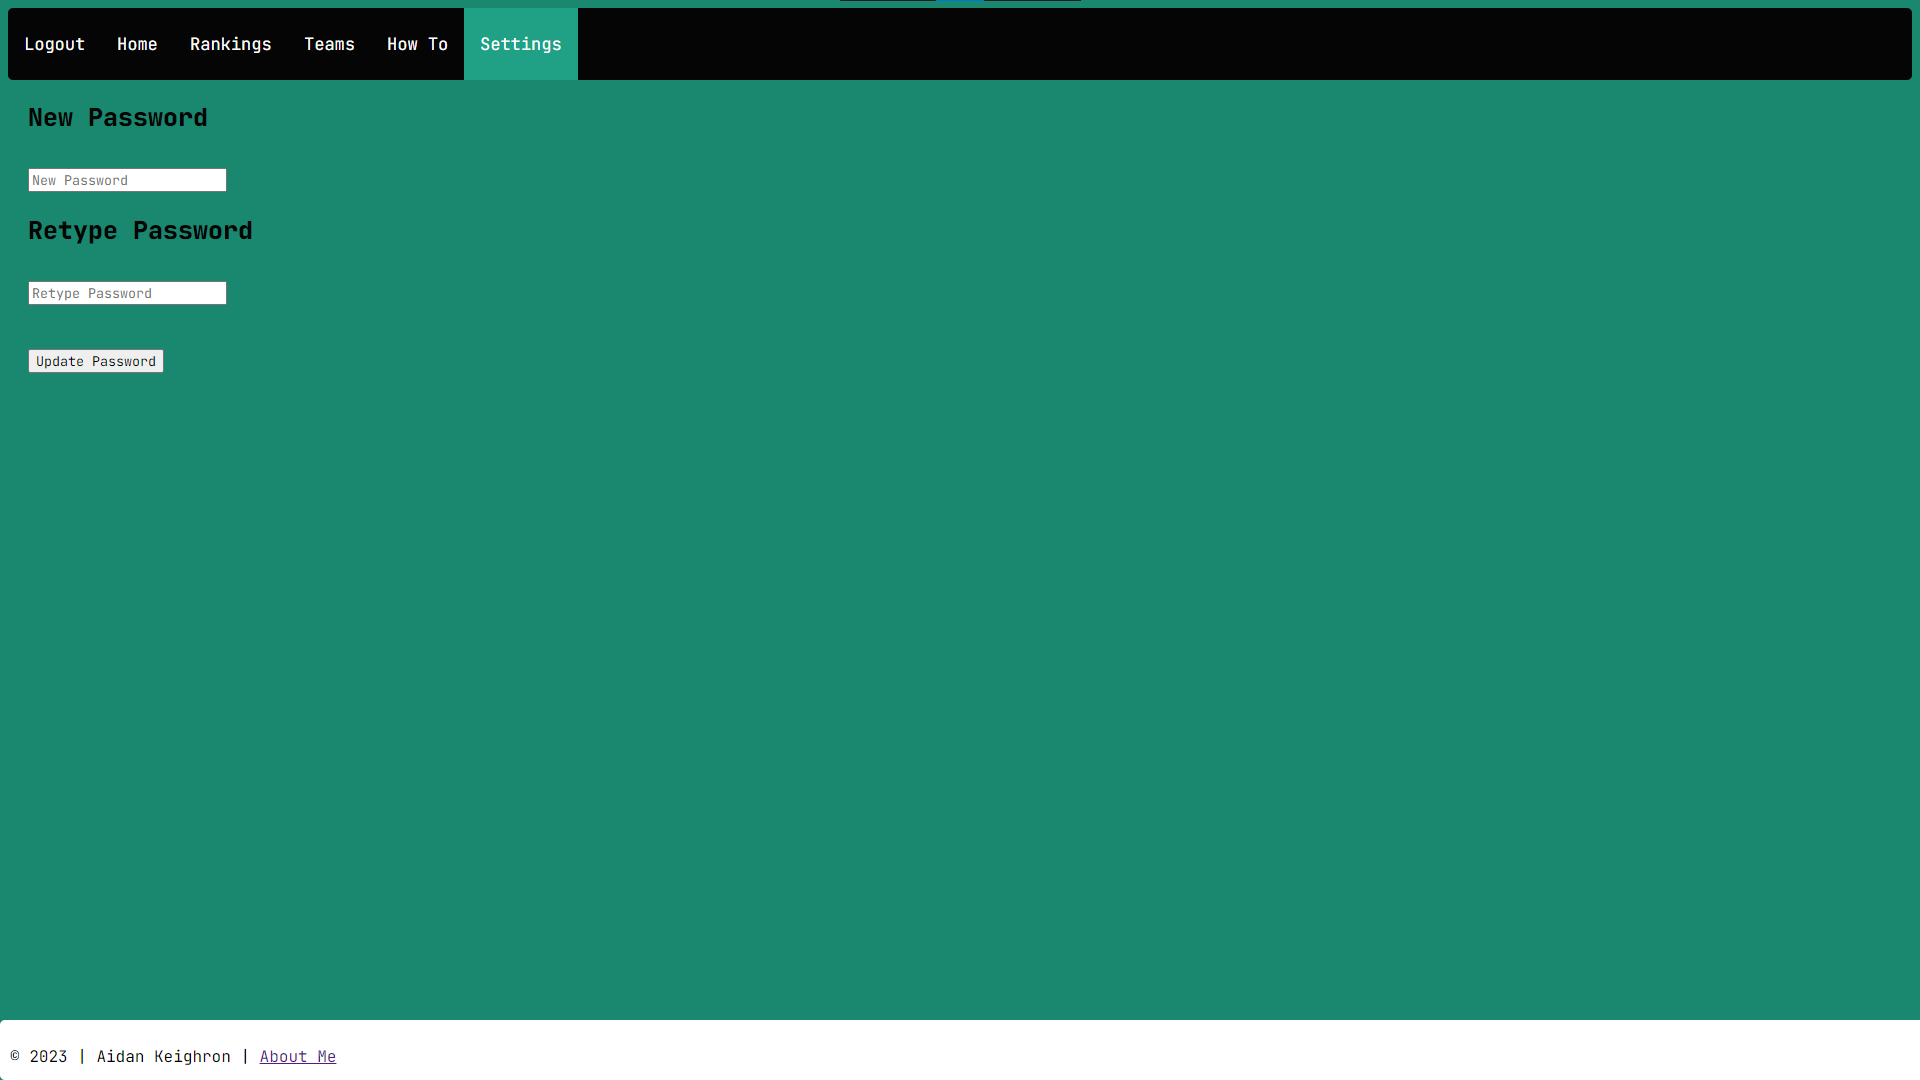 Logout Home Rankings Teams How To Settings
New Password
New Password
Retype Password
Retype Password
Update Password
© 2023 | Aidan Keighron | About Me